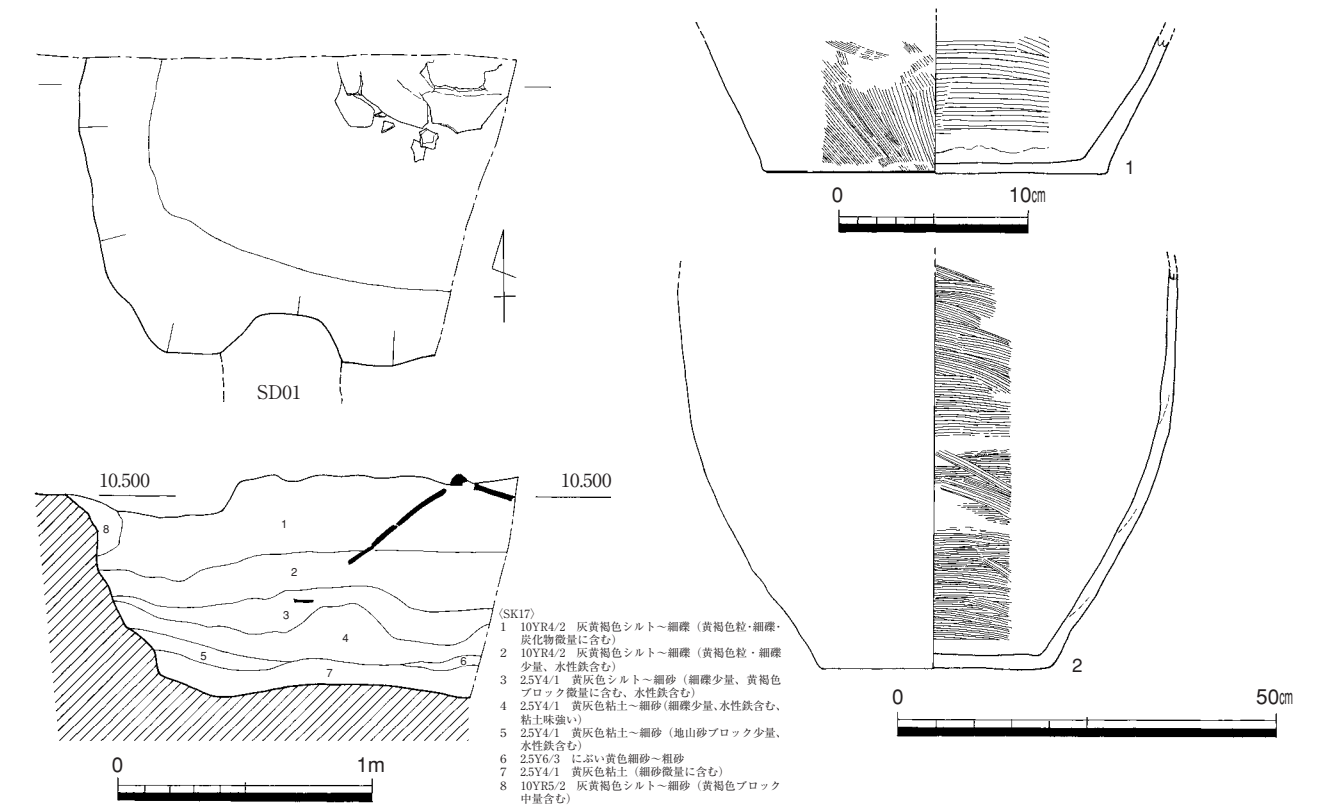 SD01
10.500
10.500
1
2
3
4
5
6
7
8
0 1m
1
0 10㎝
2
0 50㎝
〈SK17〉
1 10YR4/2 灰黄褐色シルト～細礫（黄褐色粒・細礫・
炭化物微量に含む）
2 10YR4/2 灰黄褐色シルト～細礫（黄褐色粒・細礫
少量、水性鉄含む）
3 2.5Y4/1 黄灰色シルト～細砂（細礫少量、黄褐色
ブロック微量に含む、水性鉄含む）
4 2.5Y4/1 黄灰色粘土～細砂（細礫少量、水性鉄含む、
粘土味強い）
5 2.5Y4/1 黄灰色粘土～細砂（地山砂ブロック少量、
水性鉄含む）
6 2.5Y6/3 にぶい黄色細砂～粗砂
7 2.5Y4/1 黄灰色粘土（細砂微量に含む）
8 10YR5/2 灰黄褐色シルト～細砂（黄褐色ブロック
中量含む）